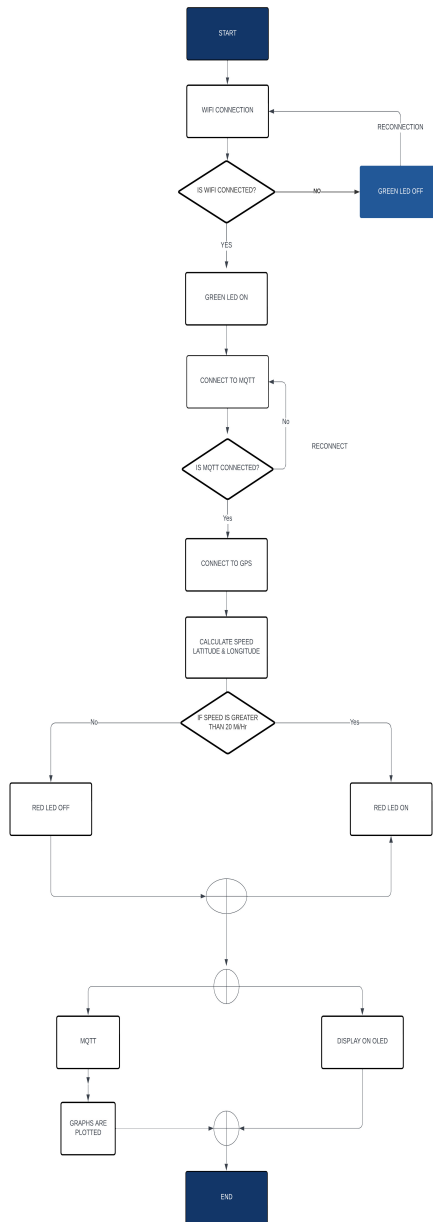 START
WIFI CONNECTION
RECONNECTION
IS WIFI CONNECTED?
NO
GREEN LED OFF
YES
GREEN LED ON
CONNECT TO MQTT
No
RECONNECT
IS MQTT CONNECTED?
Yes
CONNECT TO GPS
CALCULATE SPEED
LATITUDE & LONGITUDE
IF SPEED IS GREATER
THAN 20 Mi/Hr
No
Yes
RED LED OFF
RED LED ON
MQTT
DISPLAY ON OLED
GRAPHS ARE
PLOTTED
END